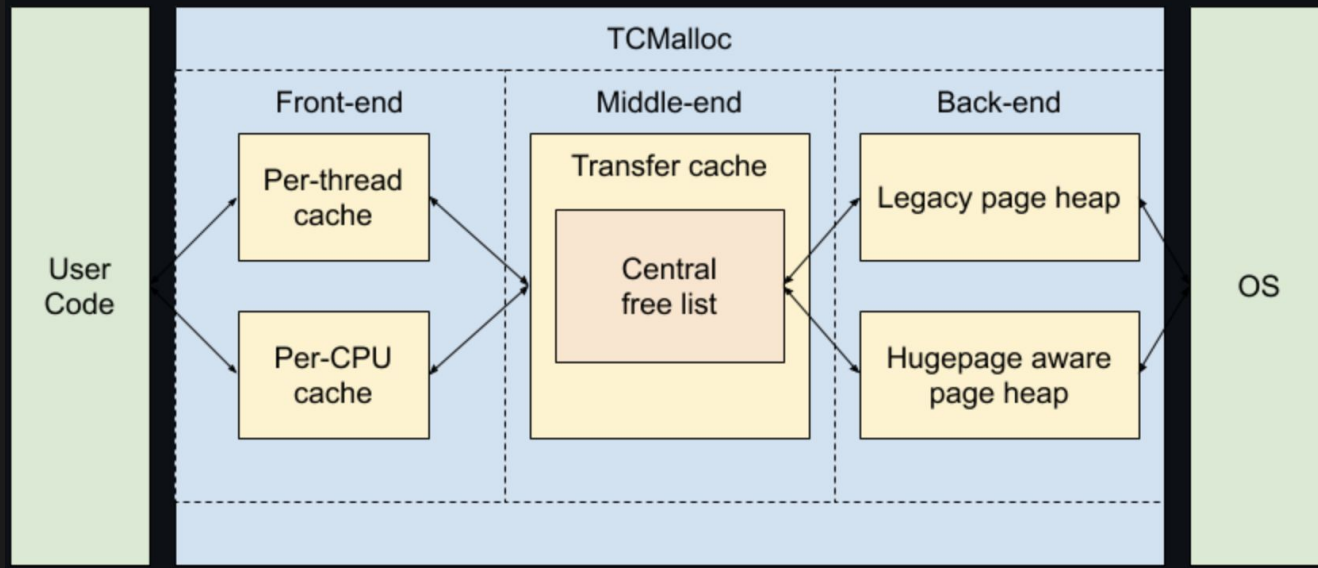 TCMalloc
User
Code
Front-end
Per-thread
cache
Per-CPU
cache
Middle-end
Transfer cache
Central
free list
Back-end
Legacy page heap
Hugepage aware
page heap
OS